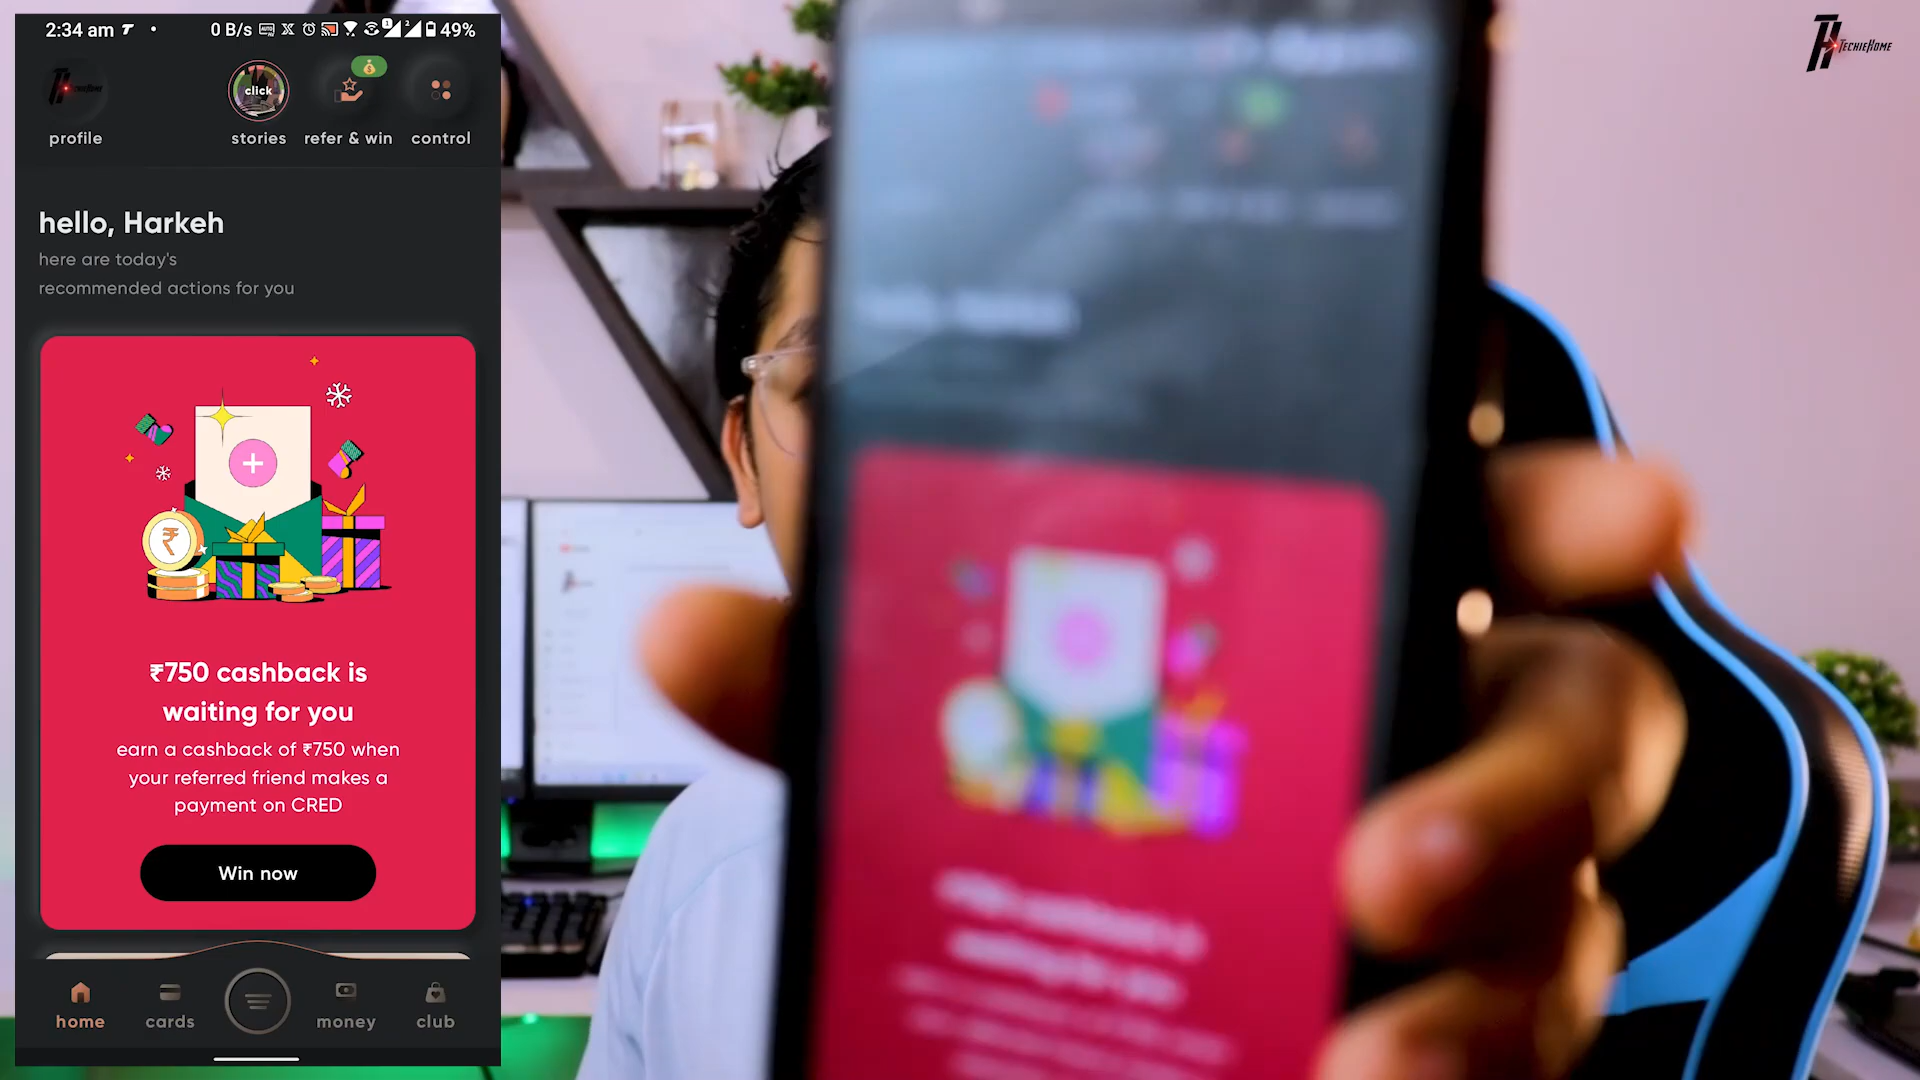 2:34 am
0 B/s
49%
TECHIEHOME
click
profile
stories
refer & win
control
hello, Harkeh
here are today's
recommended actions for you
₹750 cashback is
waiting for you
earn a cashback of ₹750 when
your referred friend makes a
payment on CRED
Win now
home
cards
money
club